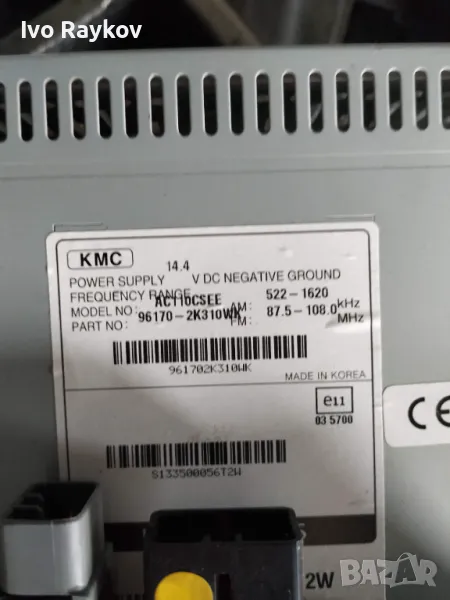 Ivo Raykov
KMC
POWER SUPPLY 14.4 V DC NEGATIVE GROUND
FREQUENCY RANGE AM: 522-1620 kHz
MODEL NO: AC110CSEE FM: 87.5-108.0 MHz
PART NO: 96170-2K310WK
961702K310WK
MADE IN KOREA
e11
03 5700
CE
S133500056T2W
2W
BAZAR.bg